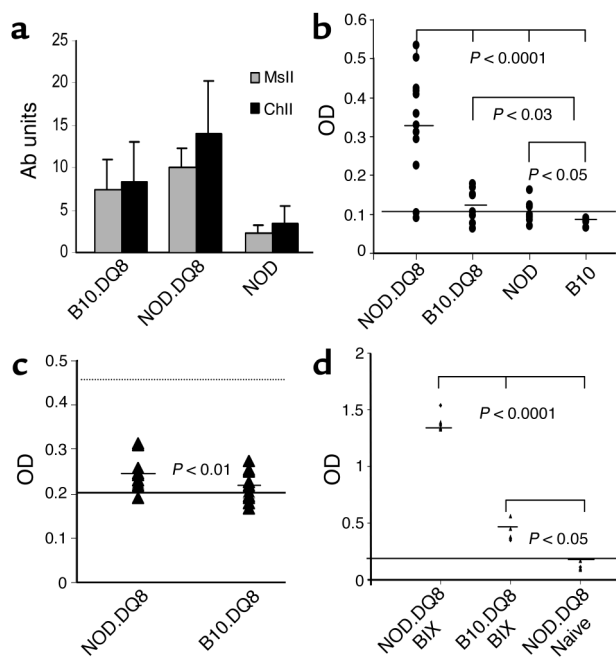 a
25
20
15
10
5
0
Ab units
MsII
ChII
B10.DQ8
NOD.DQ8
NOD
b
0.6
0.5
0.4
0.3
0.2
0.1
0
OD
P < 0.0001
P < 0.03
P < 0.05
NOD.DQ8
B10.DQ8
NOD
B10
c
0.5
0.4
0.3
0.2
0.1
0
OD
P < 0.01
NOD.DQ8
B10.DQ8
d
2
1.5
1
0.5
0
OD
P < 0.0001
P < 0.05
NOD.DQ8
BIX
B10.DQ8
BIX
NOD.DQ8
Naive